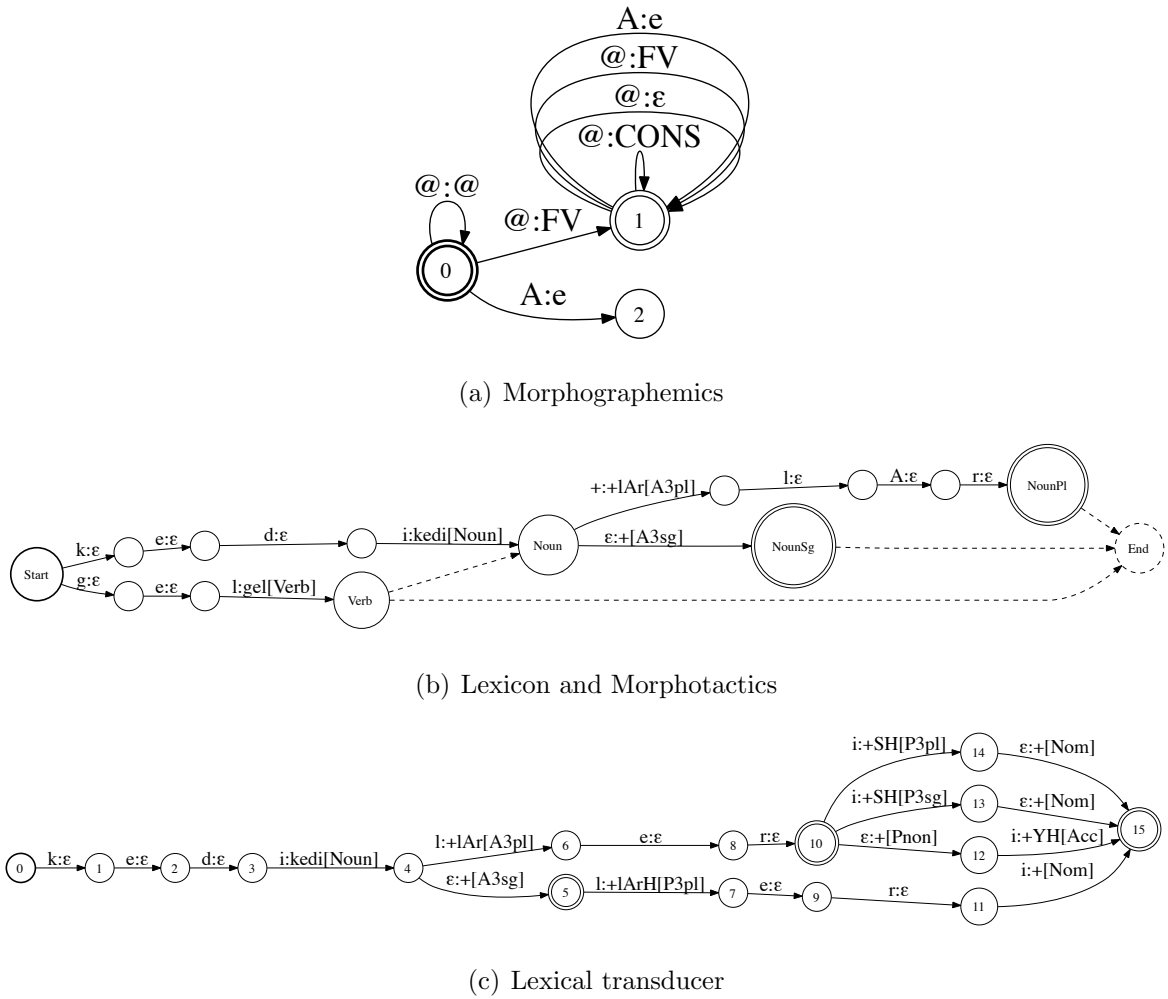 A:e
@:FV
@:ε
@:CONS
@:@
@:FV
1
0
A:e
2
(a) Morphographemics
+:+lAr[A3pl]
l:ε
A:ε
r:ε
NounPl
k:ε
e:ε
d:ε
i:kedi[Noun]
Noun
ε:+[A3sg]
NounSg
End
Start
g:ε
e:ε
l:gel[Verb]
Verb
(b) Lexicon and Morphotactics
i:+SH[P3pl]
14
ε:+[Nom]
i:+SH[P3sg]
13
ε:+[Nom]
0
k:ε
1
e:ε
2
d:ε
3
i:kedi[Noun]
4
l:+lAr[A3pl]
6
e:ε
8
r:ε
10
ε:+[Pnon]
12
i:+YH[Acc]
15
ε:+[A3sg]
5
l:+lArH[P3pl]
7
e:ε
9
r:ε
11
i:+[Nom]
(c) Lexical transducer